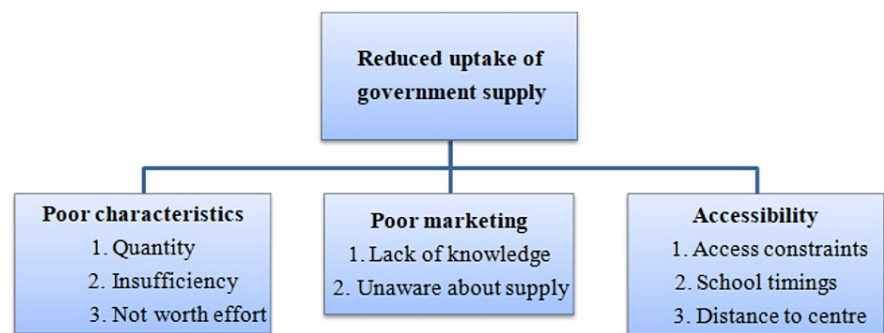 Reduced uptake of
government supply
Poor characteristics
1. Quantity
2. Insufficiency
3. Not worth effort
Poor marketing
1. Lack of knowledge
2. Unaware about supply
Accessibility
1. Access constraints
2. School timings
3. Distance to centre